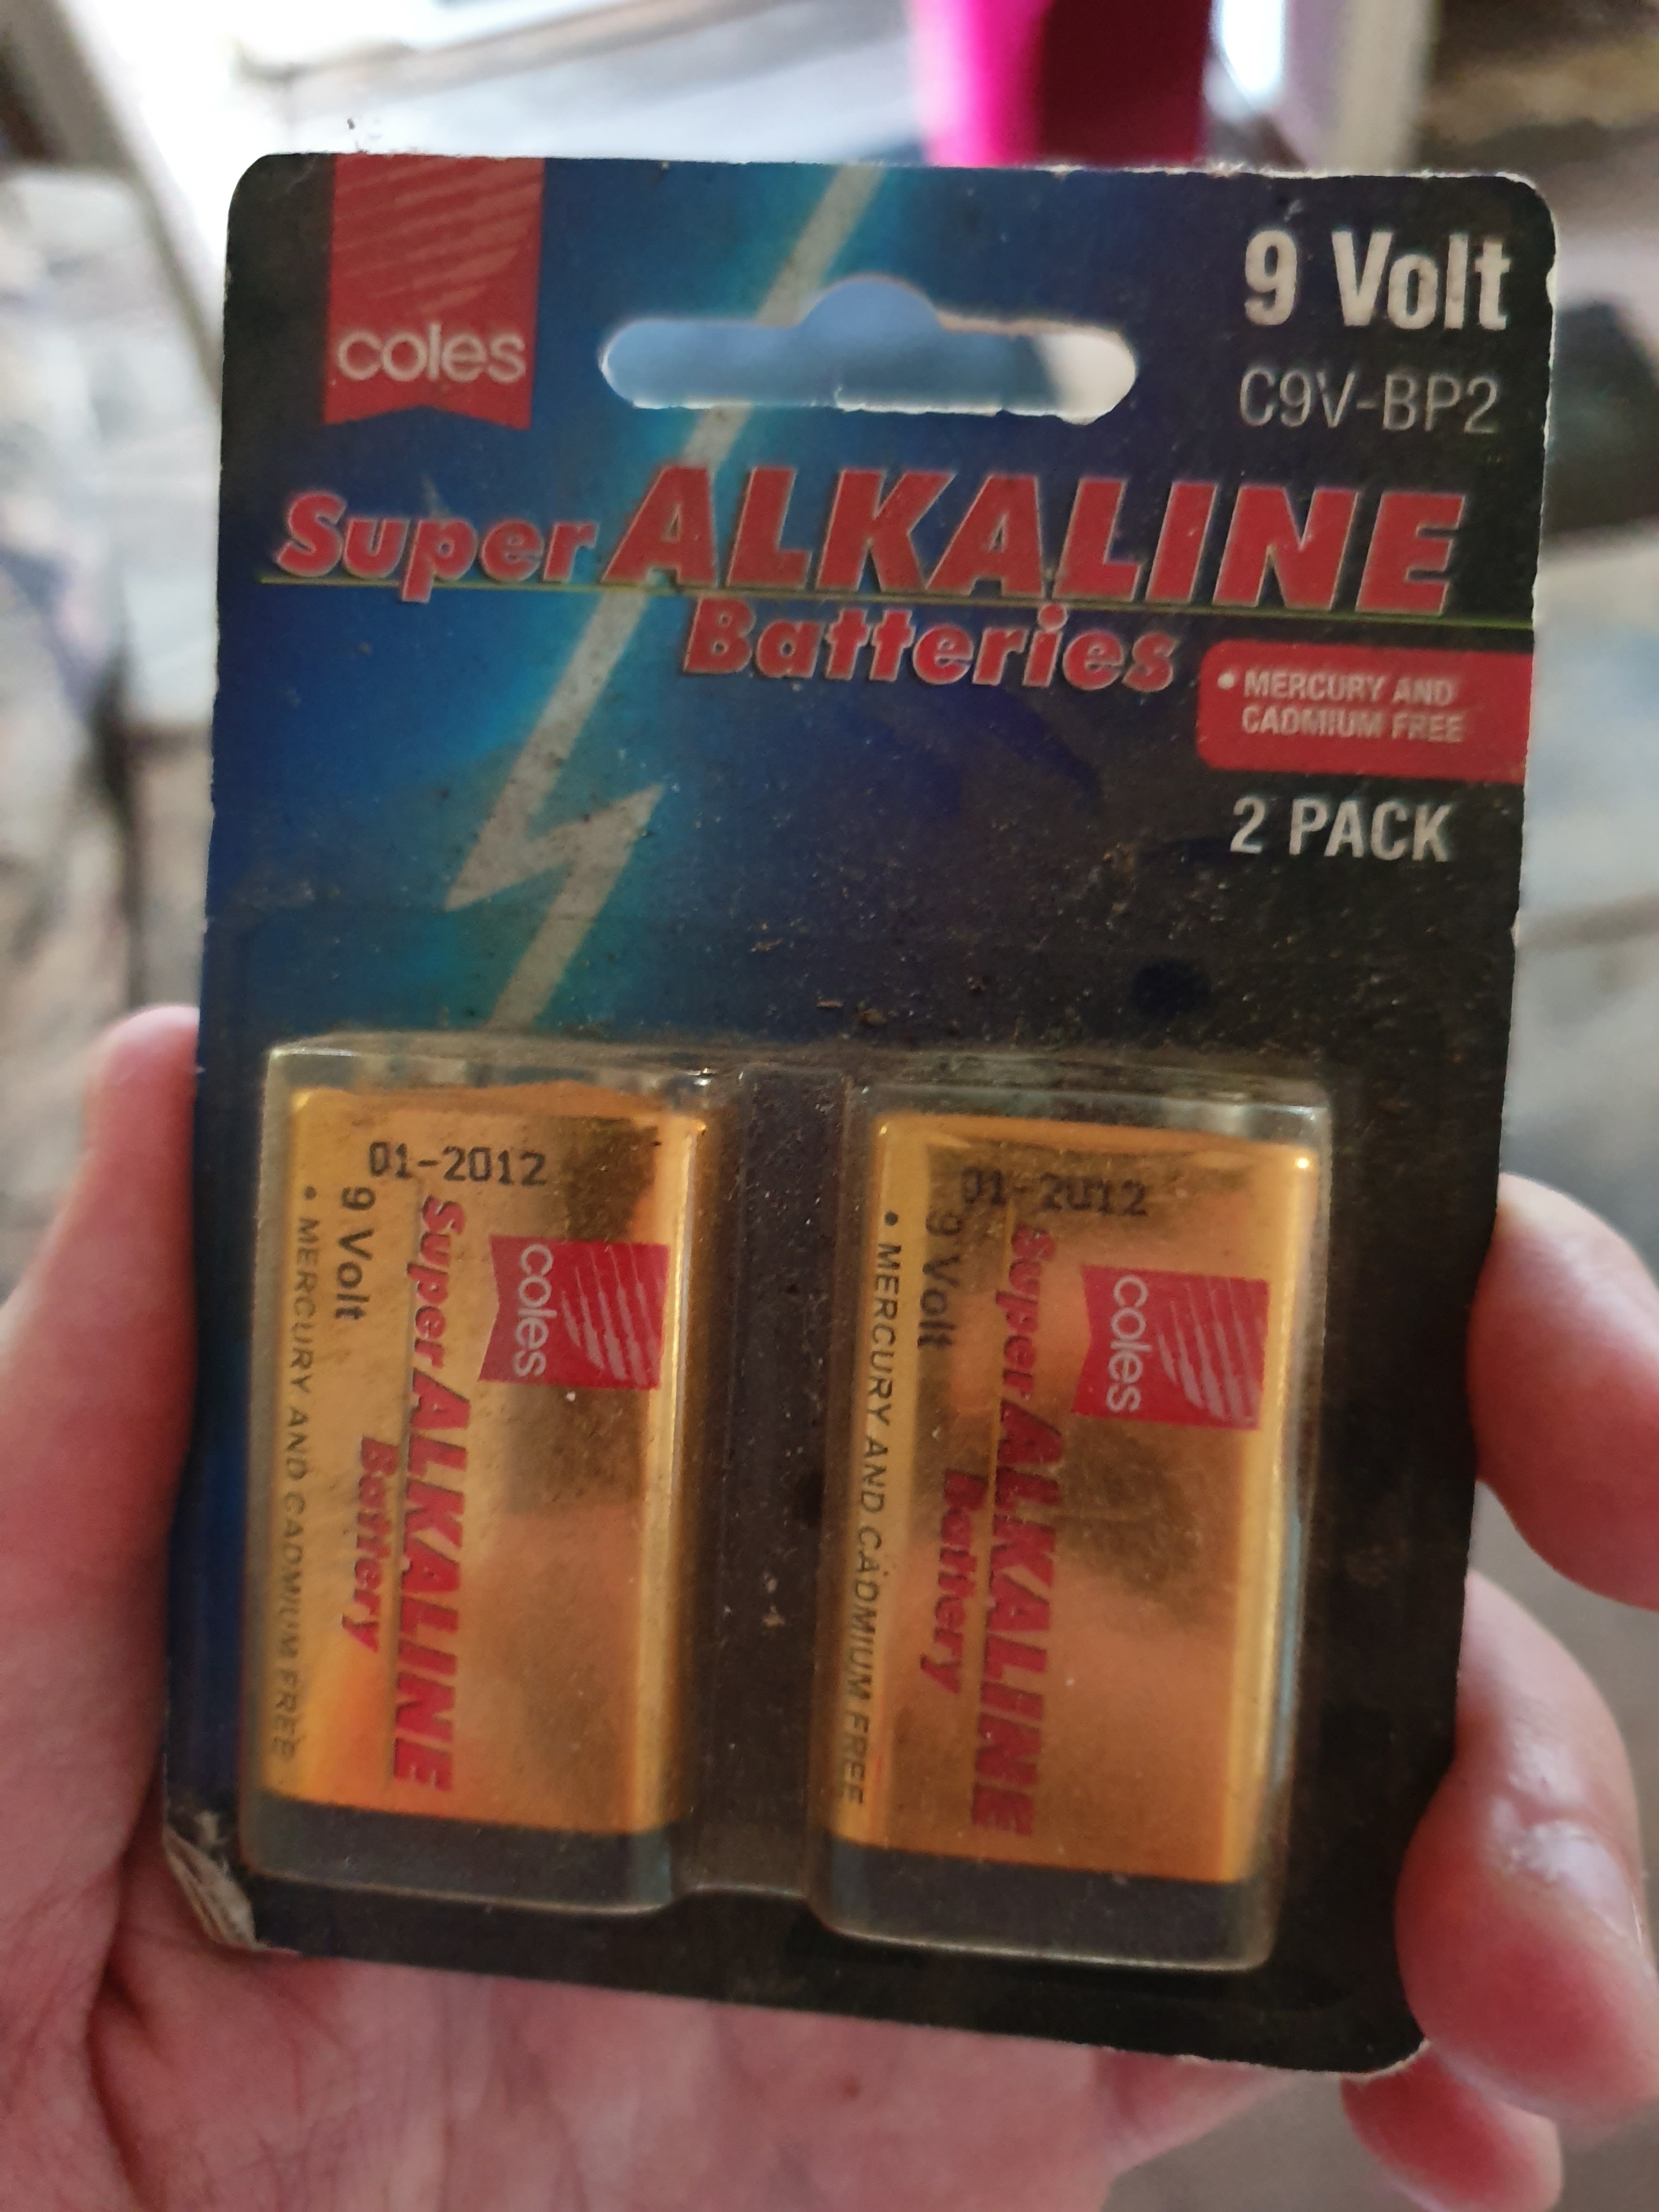 coles
9 Volt
C9V-BP2
Super ALKALINE
Batteries
• MERCURY AND
CADMIUM FREE
2 PACK
01-2012
coles
Super ALKALINE
Battery
9 Volt
• MERCURY AND CADMIUM FREE
01-2012
coles
Super ALKALINE
Battery
9 Volt
• MERCURY AND CADMIUM FREE